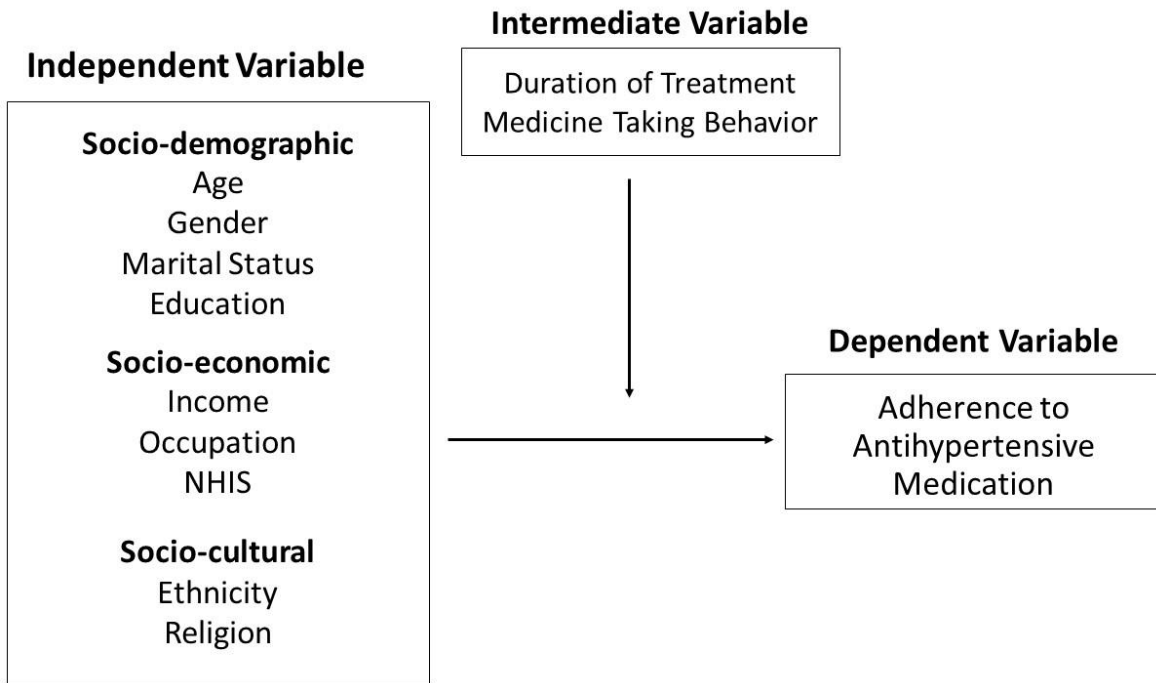 Independent Variable
Socio-demographic
Age
Gender
Marital Status
Education
Socio-economic
Income
Occupation
NHIS
Socio-cultural
Ethnicity
Religion
Intermediate Variable
Duration of Treatment
Medicine Taking Behavior
Dependent Variable
Adherence to
Antihypertensive
Medication